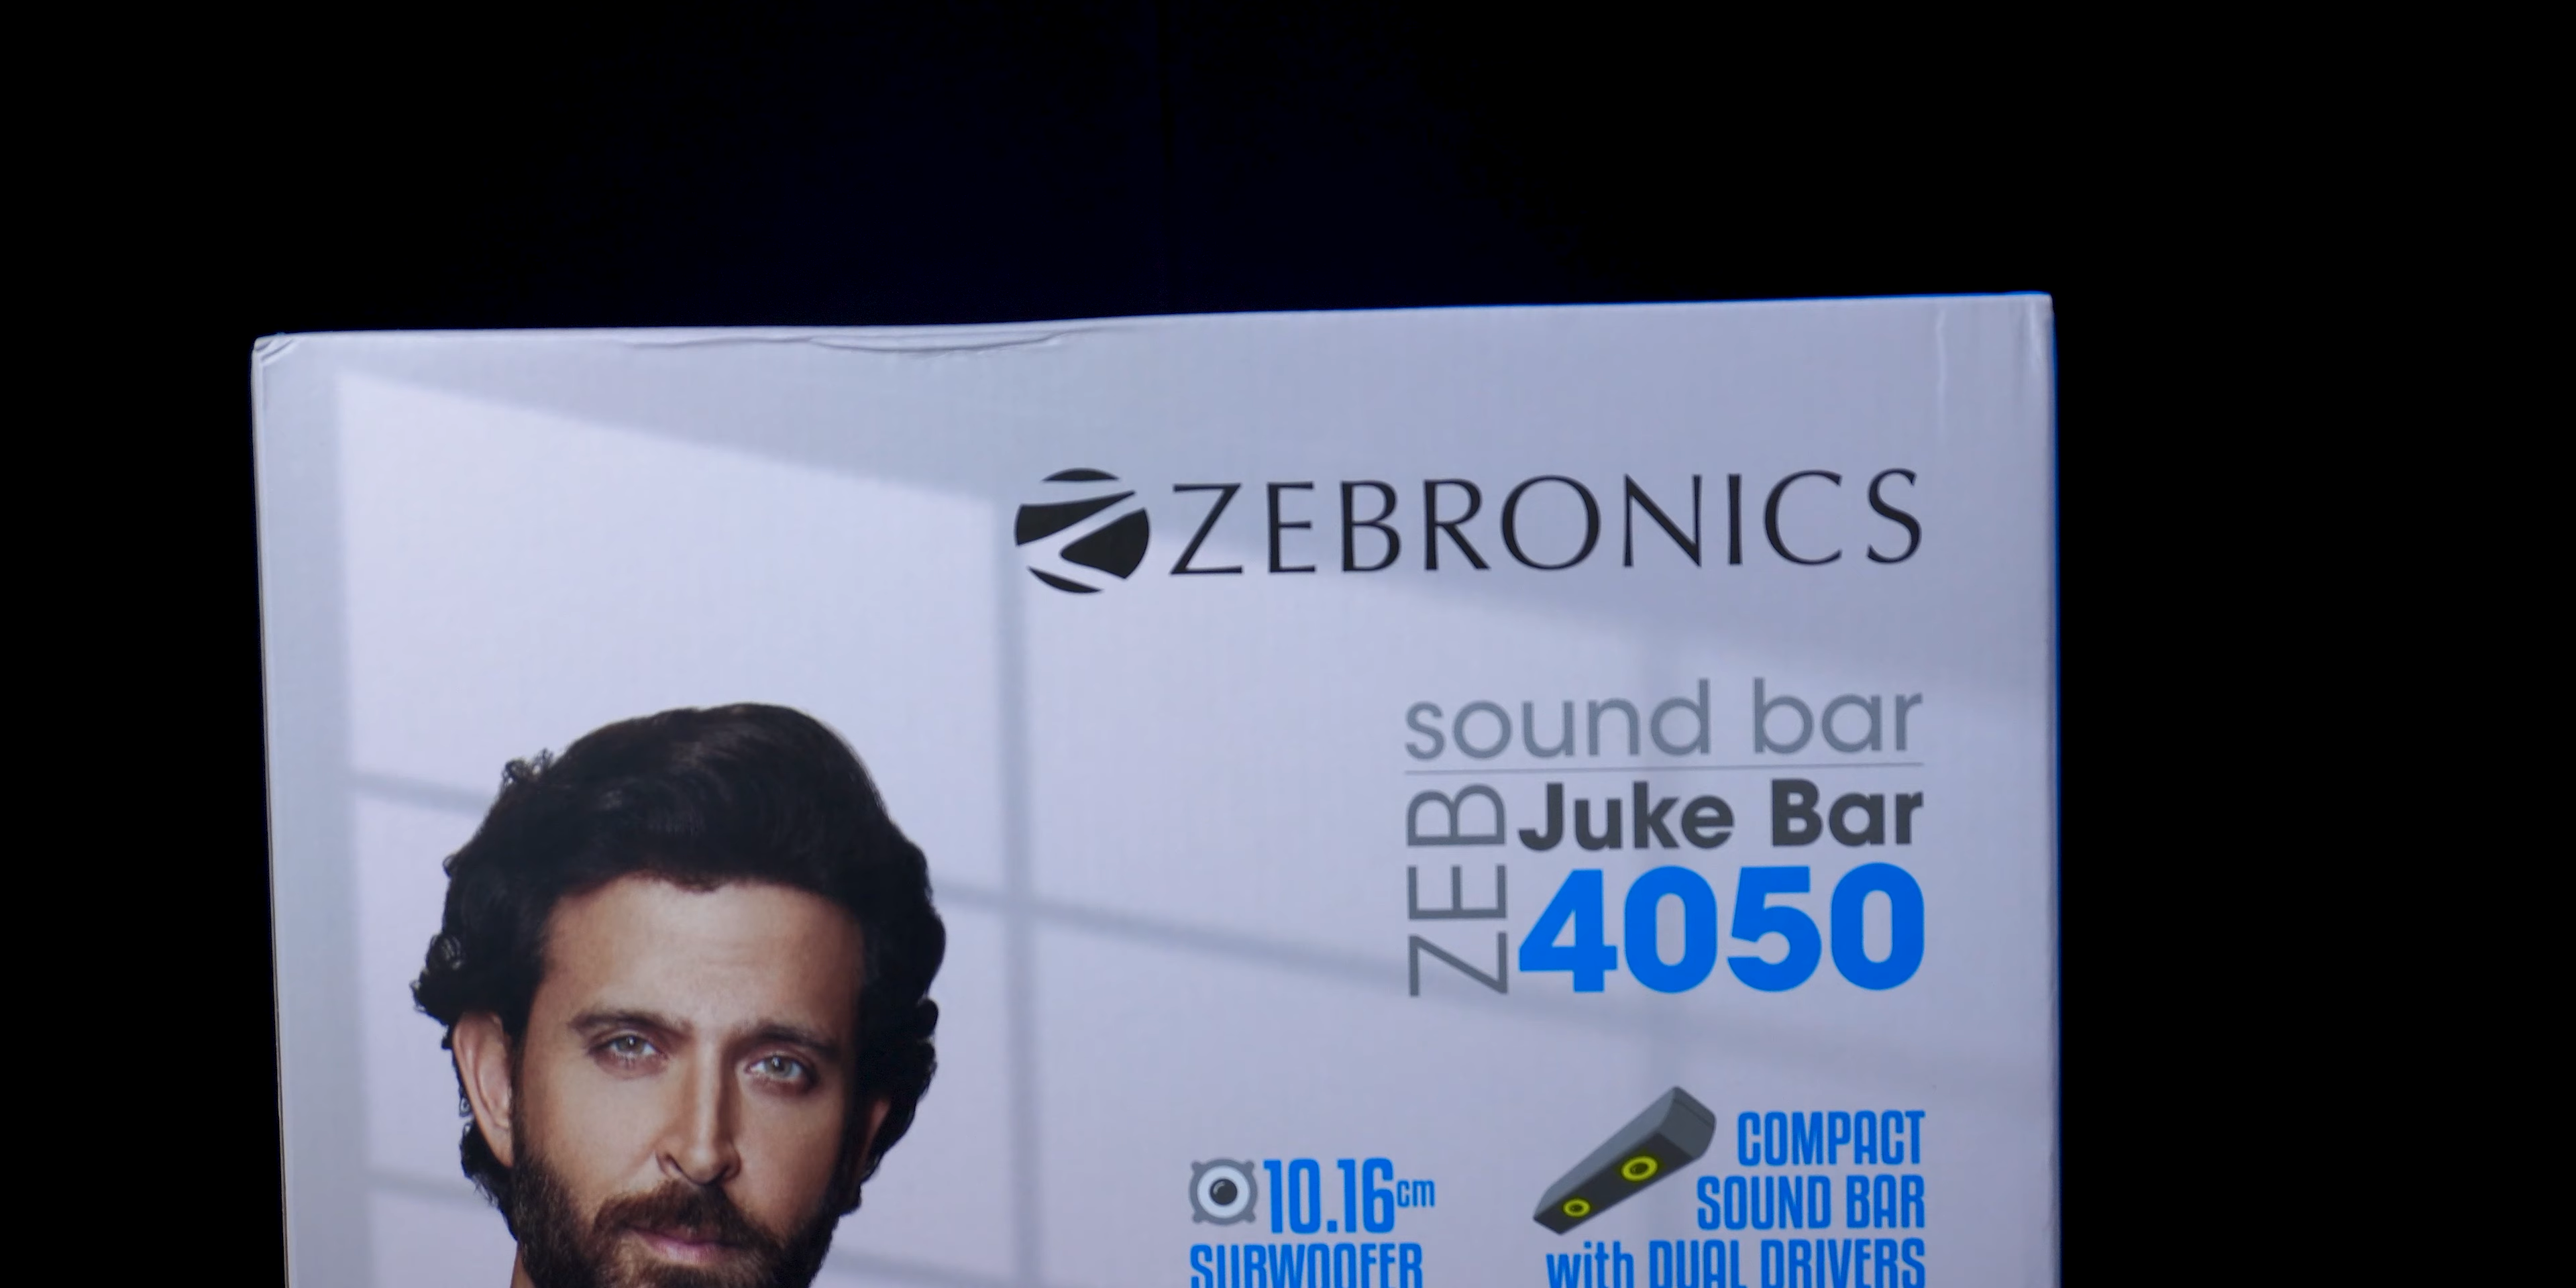 ZEBRONICS
sound bar
ZEB
Juke Bar
4050
10.16cm
SUBWOOFER
COMPACT
SOUND BAR
with DUAL DRIVERS